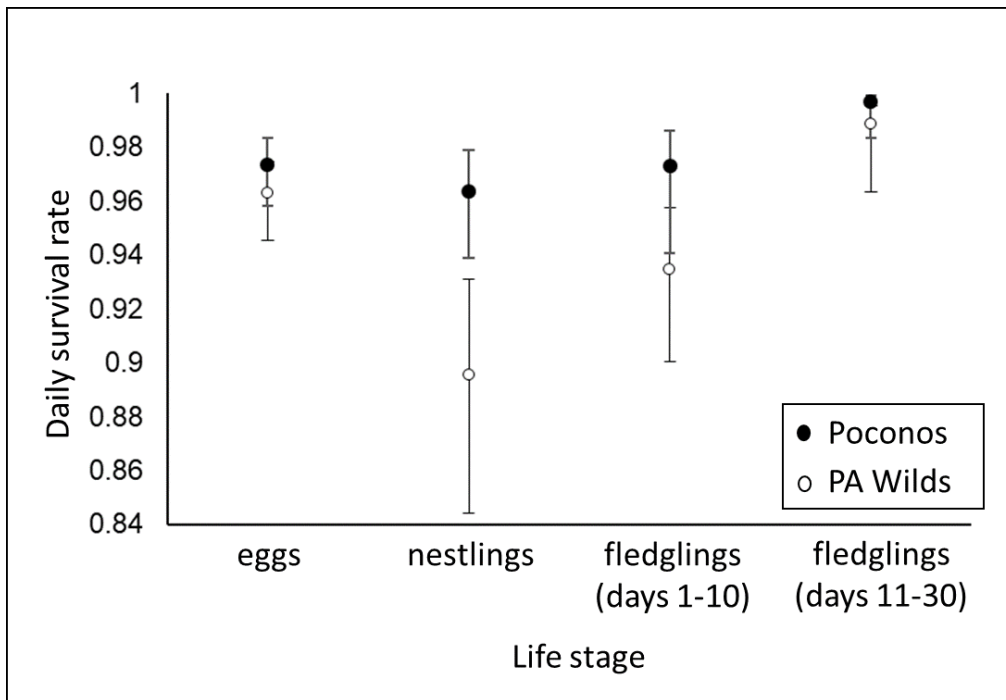 1
0.98
0.96
0.94
0.92
0.9
0.88
0.86
0.84
Daily survival rate
Poconos
PA Wilds
eggs
nestlings
fledglings
(days 1-10)
fledglings
(days 11-30)
Life stage